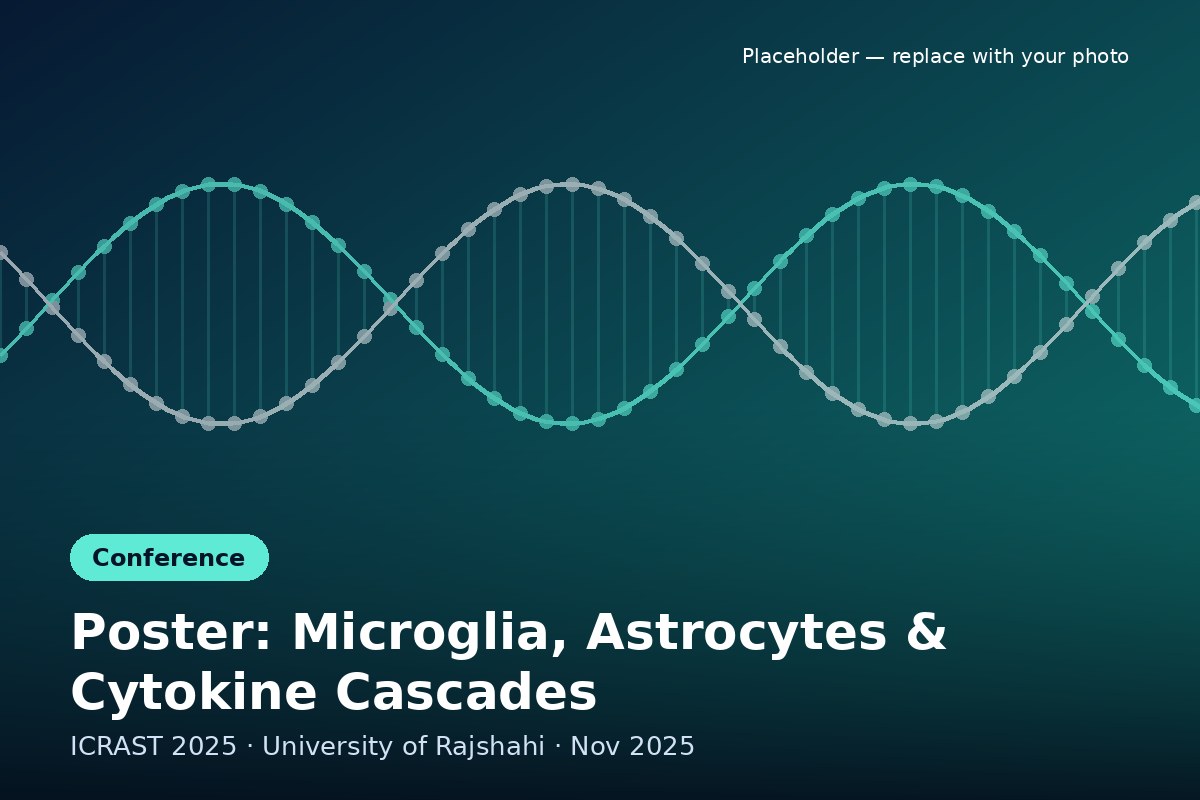 Placeholder — replace with your photo
Conference
Poster: Microglia, Astrocytes &
Cytokine Cascades
ICRAST 2025 · University of Rajshahi · Nov 2025